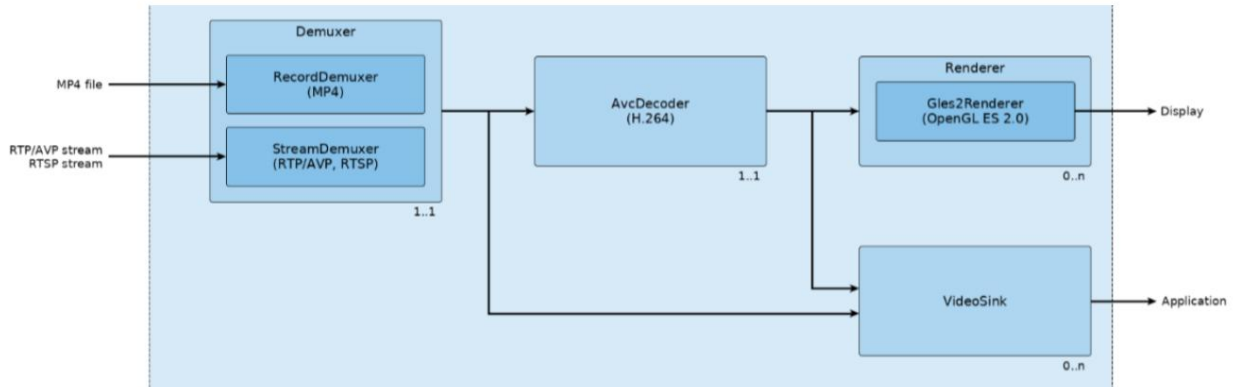 MP4 file
RTP/AVP stream
RTSP stream
Demuxer
RecordDemuxer
(MP4)
StreamDemuxer
(RTP/AVP, RTSP)
1..1
AvcDecoder
(H.264)
1..1
Renderer
Gles2Renderer
(OpenGL ES 2.0)
0..n
Display
VideoSink
0..n
Application